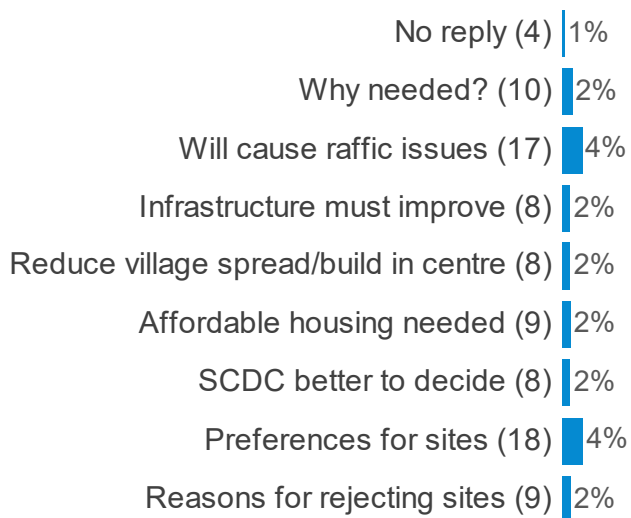 No reply (4) 1%
Why needed? (10) 2%
Will cause raffic issues (17) 4%
Infrastructure must improve (8) 2%
Reduce village spread/build in centre (8) 2%
Affordable housing needed (9) 2%
SCDC better to decide (8) 2%
Preferences for sites (18) 4%
Reasons for rejecting sites (9) 2%